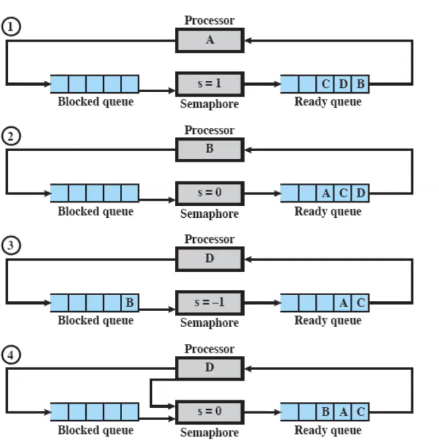 1
Processor
A
s = 1
C D B
Blocked queue
Semaphore
Ready queue
2
Processor
B
s = 0
A C D
Blocked queue
Semaphore
Ready queue
3
Processor
D
B
s = –1
A C
Blocked queue
Semaphore
Ready queue
4
Processor
D
s = 0
B A C
Blocked queue
Semaphore
Ready queue